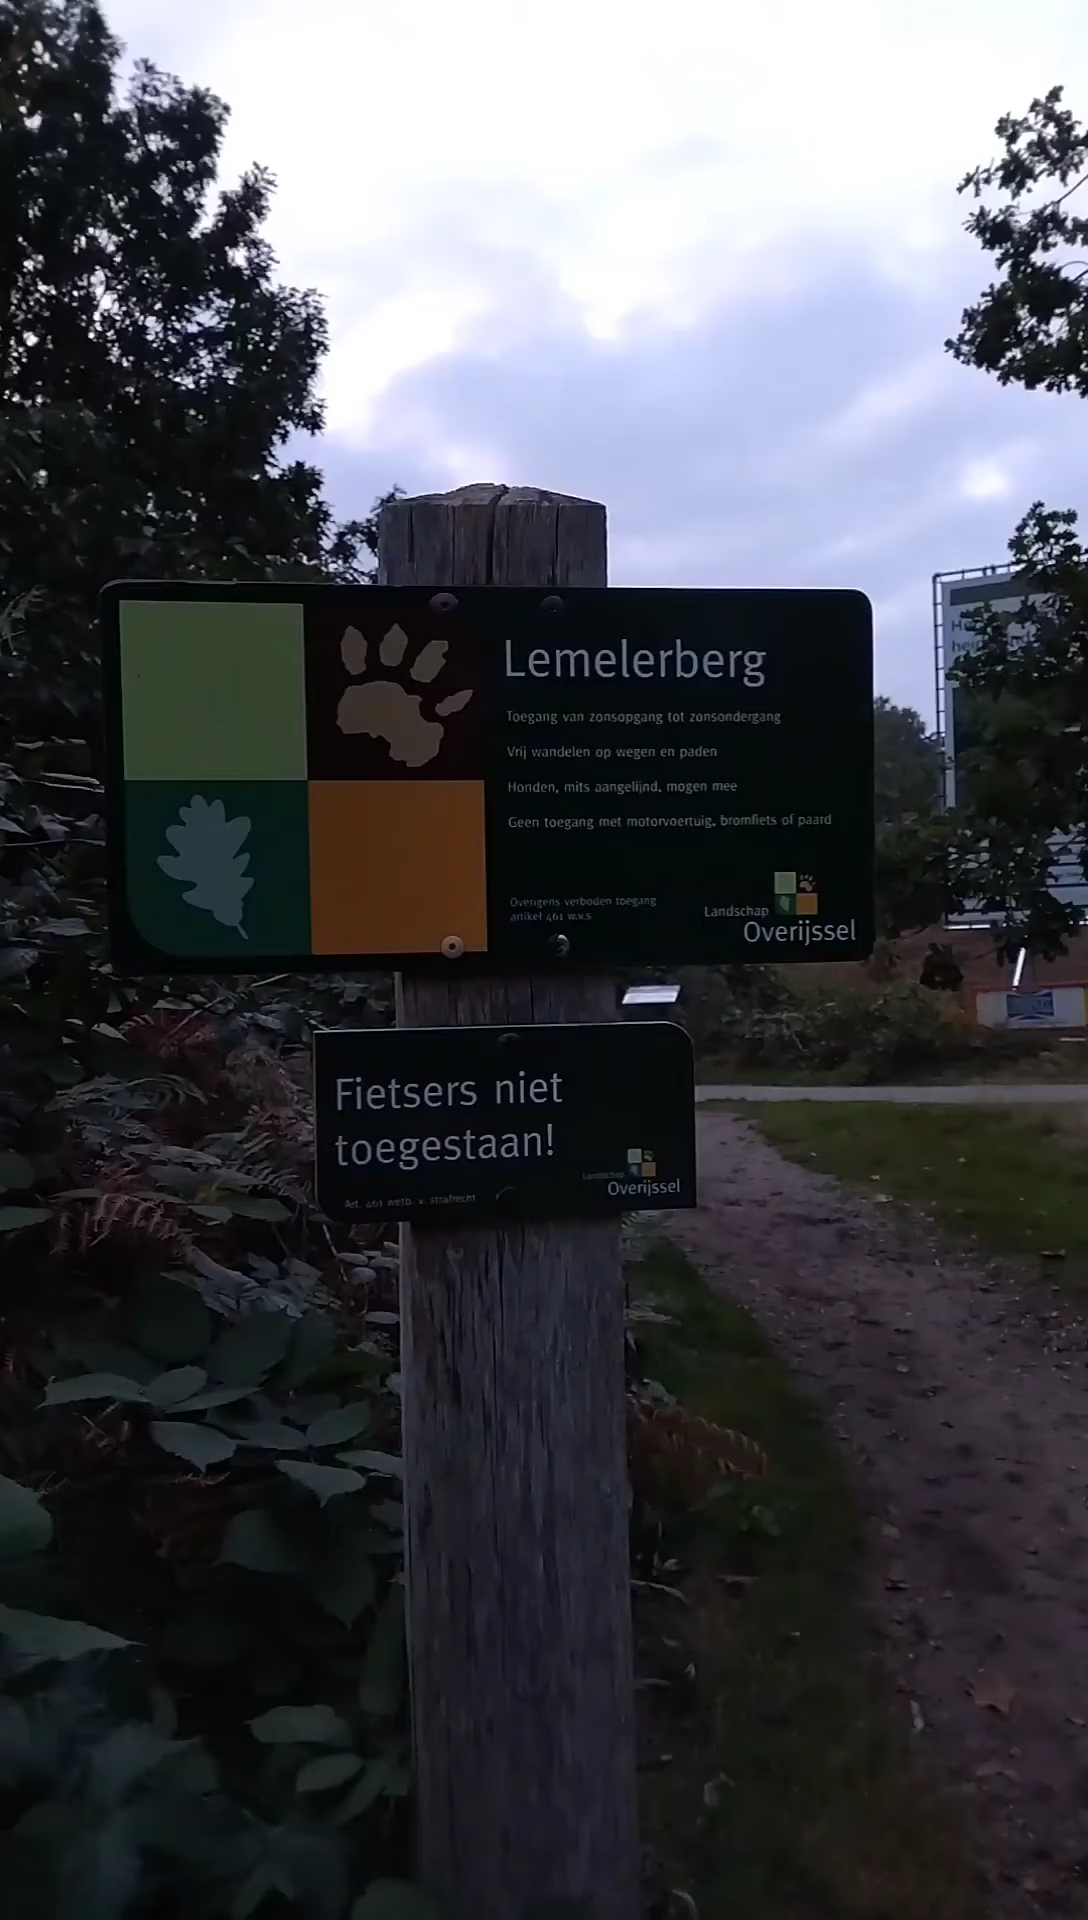 Lemelerberg
Toegang van zonsopgang tot zonsondergang
Vrij wandelen op wegen en paden
Honden, mits aangelijnd, mogen mee
Geen toegang met motorvoertuig, bromfiets of paard
Overigens verboden toegang
artikel 461 w.v.s
Landschap
Overijssel
Fietsers niet
toegestaan!
Art. 461 wetb. v. strafrecht
Landschap
Overijssel